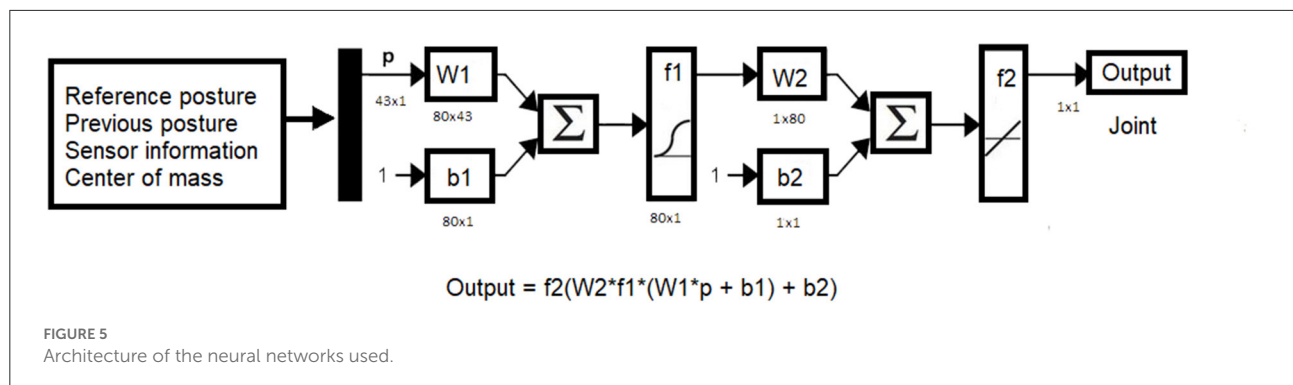 Reference posture
Previous posture
Sensor information
Center of mass
p
43x1
W1
80x43
1
b1
80x1
Σ
f1
80x1
W2
1x80
1
b2
1x1
Σ
f2
1x1
Output
Joint
Output = f2(W2*f1*(W1*p + b1) + b2)
FIGURE 5
Architecture of the neural networks used.